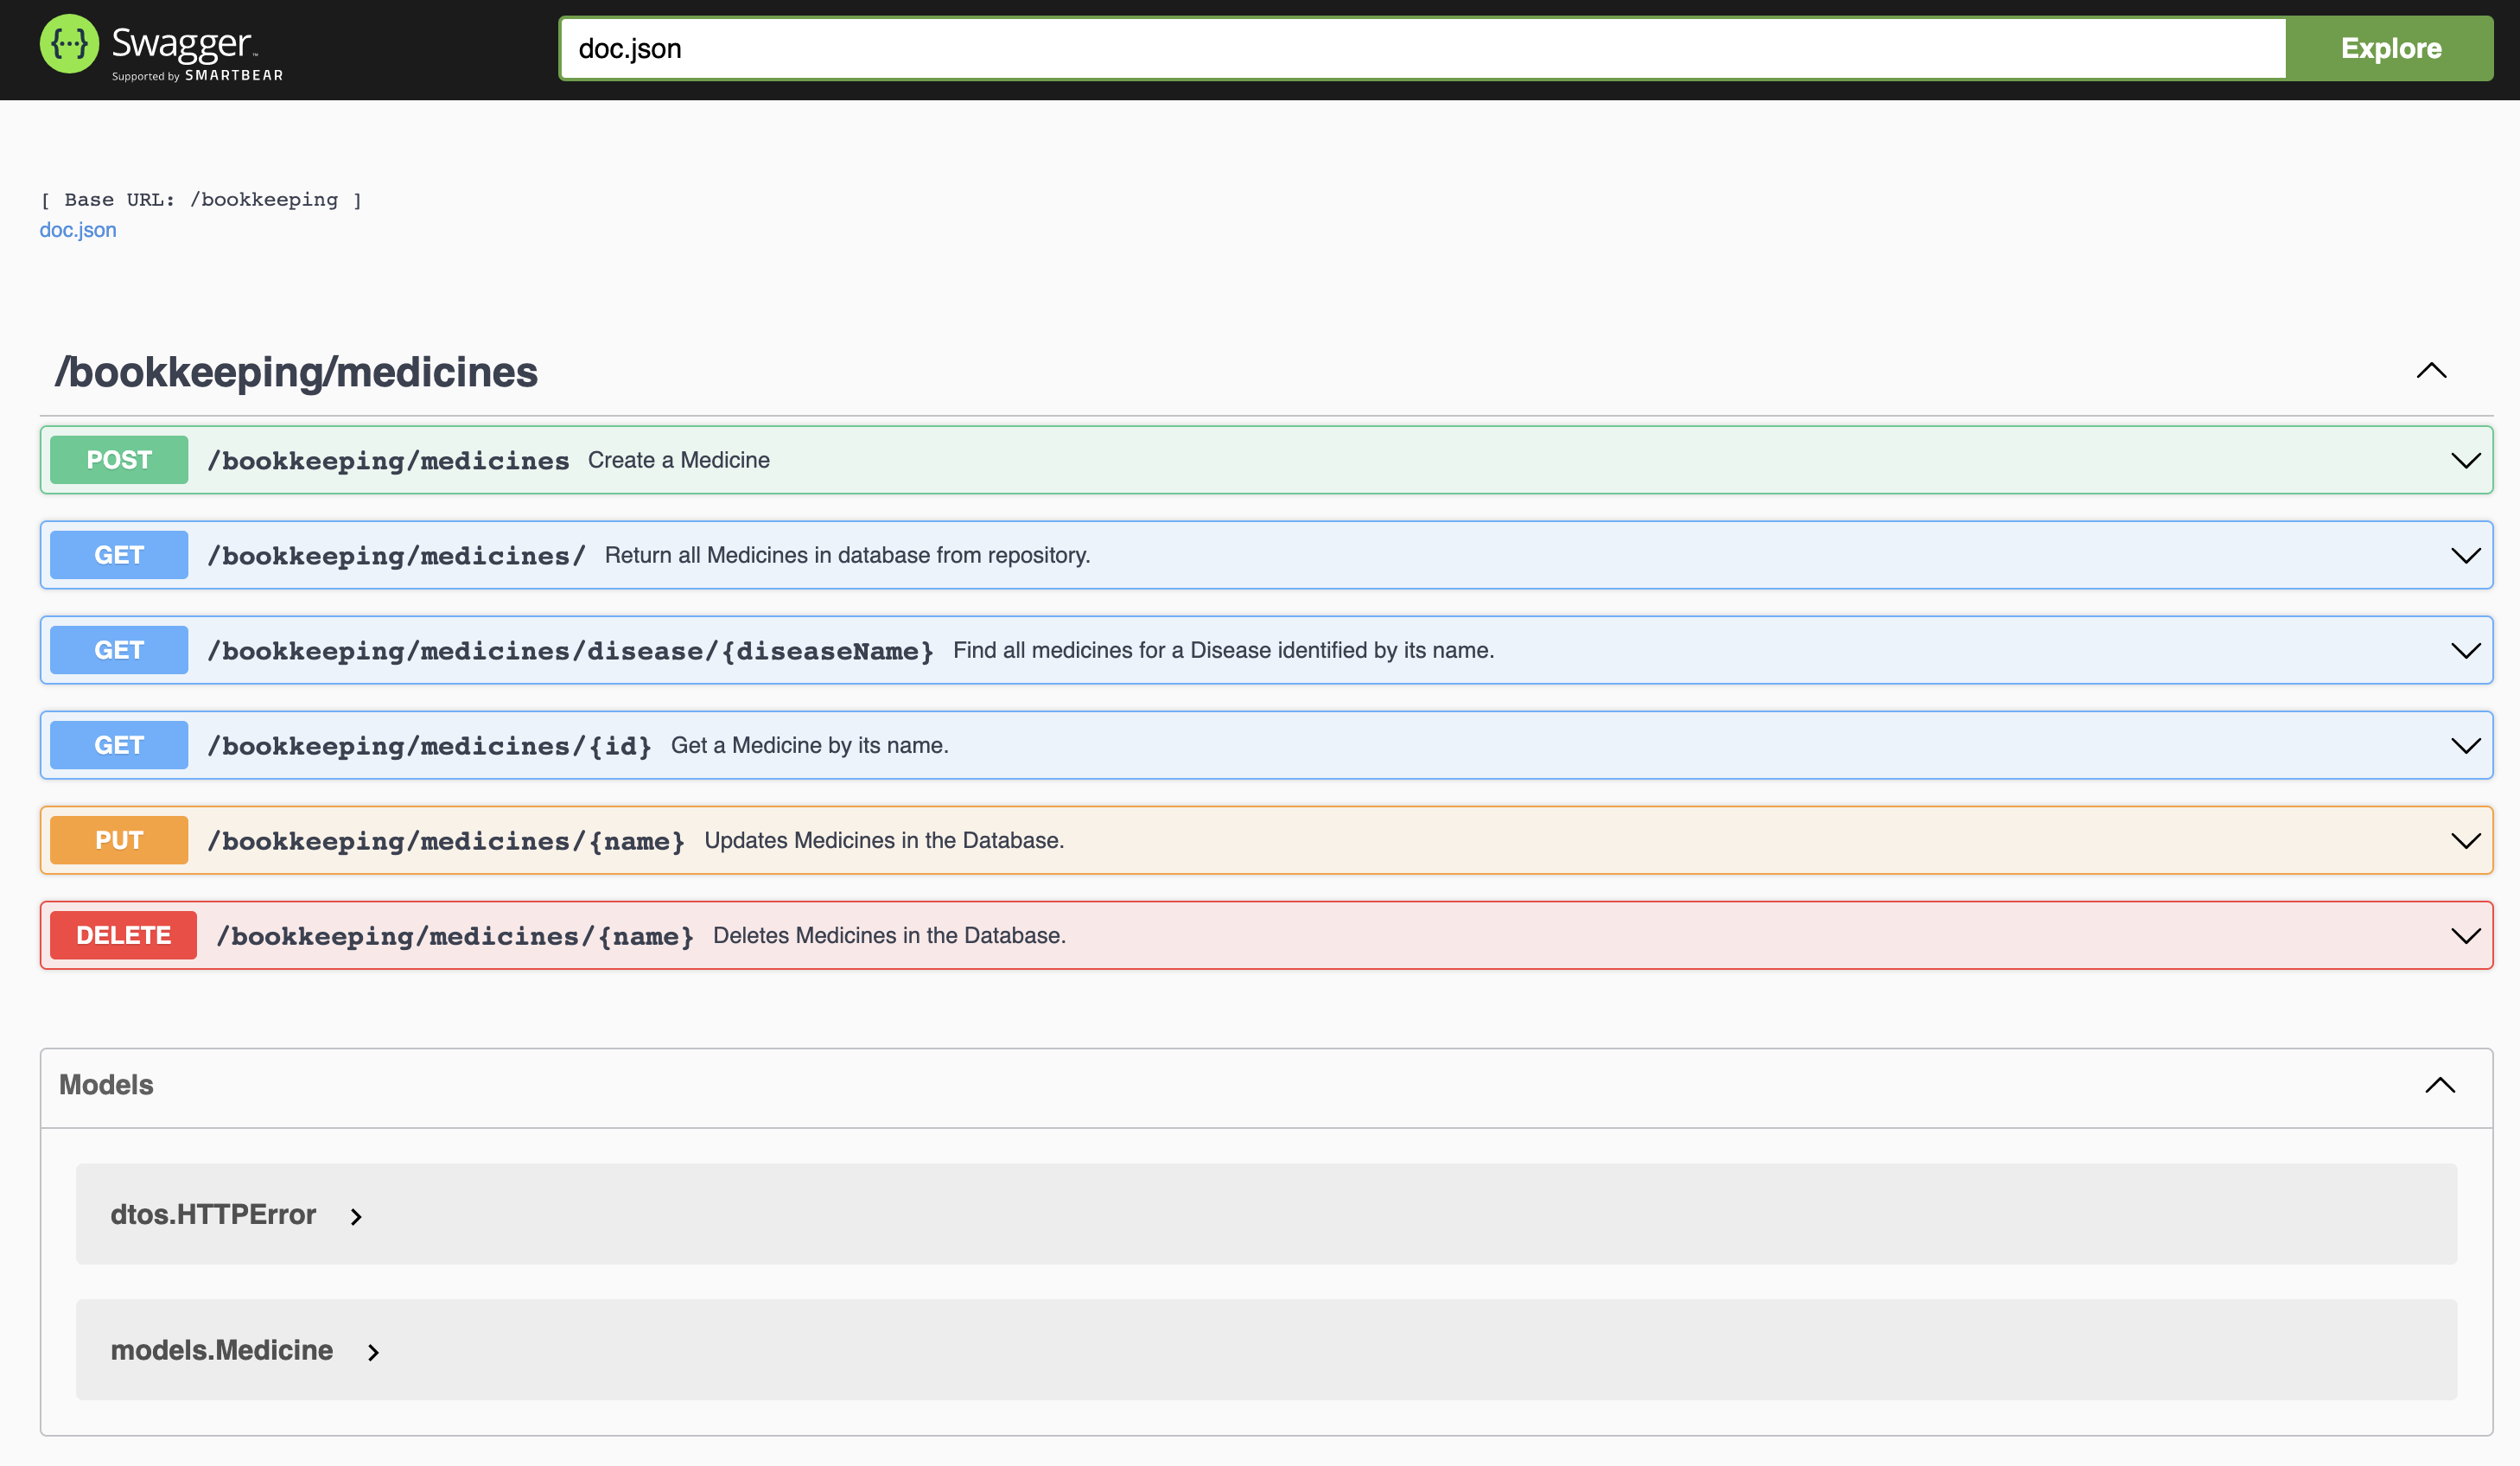 {...} Swagger™
Supported by SMARTBEAR
doc.json
Explore
[ Base URL: /bookkeeping ]
doc.json
/bookkeeping/medicines
POST /bookkeeping/medicines Create a Medicine
GET /bookkeeping/medicines/ Return all Medicines in database from repository.
GET /bookkeeping/medicines/disease/{diseaseName} Find all medicines for a Disease identified by its name.
GET /bookkeeping/medicines/{id} Get a Medicine by its name.
PUT /bookkeeping/medicines/{name} Updates Medicines in the Database.
DELETE /bookkeeping/medicines/{name} Deletes Medicines in the Database.
Models
dtos.HTTPError
models.Medicine